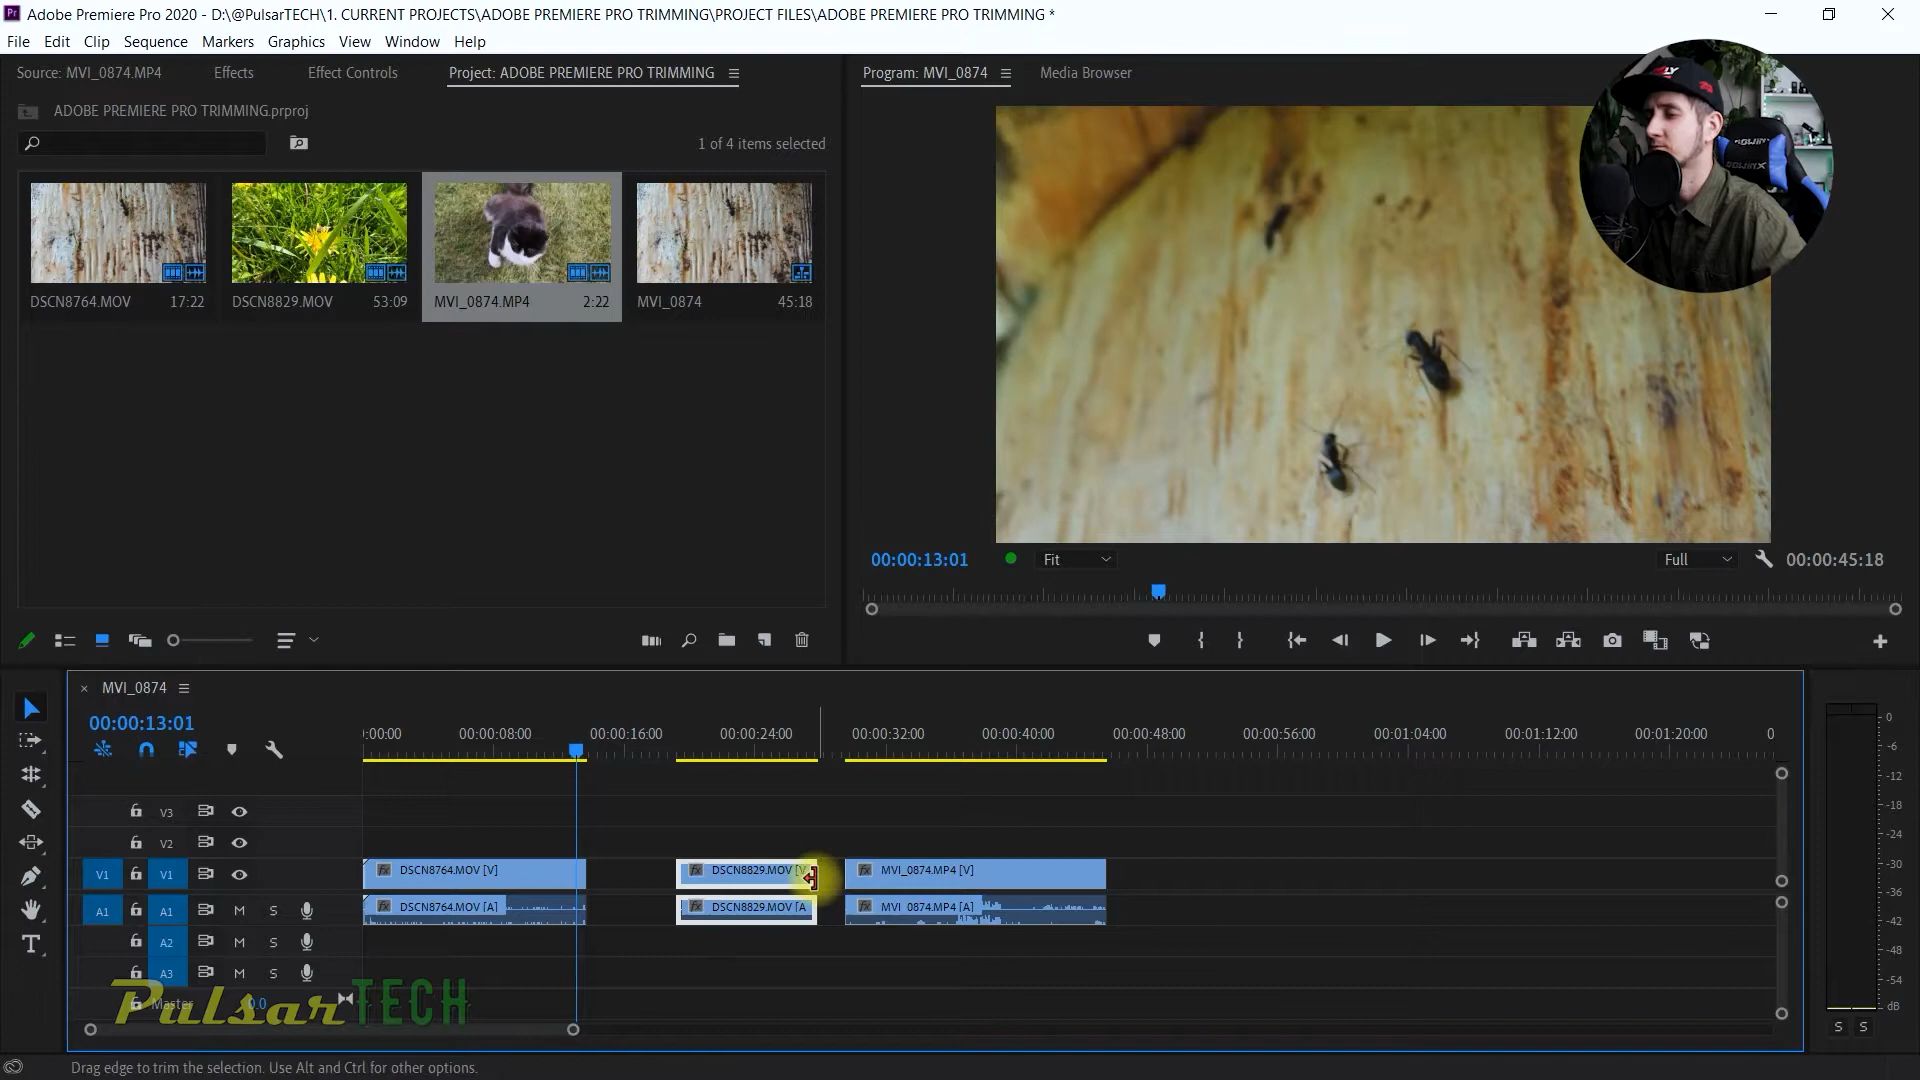 Pr Adobe Premiere Pro 2020 - D:\@PulsarTECH\1. CURRENT PROJECTS\ADOBE PREMIERE PRO TRIMMING\PROJECT FILES\ADOBE PREMIERE PRO TRIMMING *
File Edit Clip Sequence Markers Graphics View Window Help
Source: MVI_0874.MP4 Effects Effect Controls Project: ADOBE PREMIERE PRO TRIMMING
Program: MVI_0874 Media Browser
ADOBE PREMIERE PRO TRIMMING.prproj
1 of 4 items selected
DSCN8764.MOV 17:22 DSCN8829.MOV 53:09 MVI_0874.MP4 2:22 MVI_0874 45:18
00:00:13:01 Fit Full 00:00:45:18
MVI_0874
00:00:13:01
:00:00 00:00:08:00 00:00:16:00 00:00:24:00 00:00:32:00 00:00:40:00 00:00:48:00 00:00:56:00 00:01:04:00 00:01:12:00 00:01:20:00 0
V3
V2
V1 V1 fx DSCN8764.MOV [V] fx DSCN8829.MOV [V fx MVI_0874.MP4 [V]
A1 A1 M S fx DSCN8764.MOV [A] fx DSCN8829.MOV [A fx MVI_0874.MP4 [A]
A2 M S
A3 M S
Master 0.0
PulsarTECH
0
-6
-12
-18
-24
-30
-36
-42
-48
-54
dB
S S
Drag edge to trim the selection. Use Alt and Ctrl for other options.